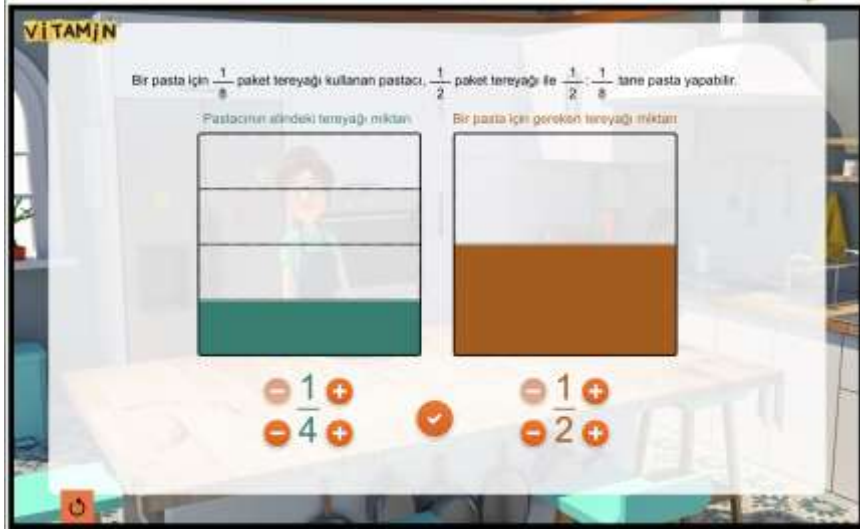 ViTAMiN
Bir pasta için 1/8 paket tereyağı kullanan pastacı, 1/2 paket tereyağı ile 1/2 : 1/8 tane pasta yapabilir.
Pastacının elindeki tereyağı miktarı
Bir pasta için gereken tereyağı miktarı
1/4
1/2